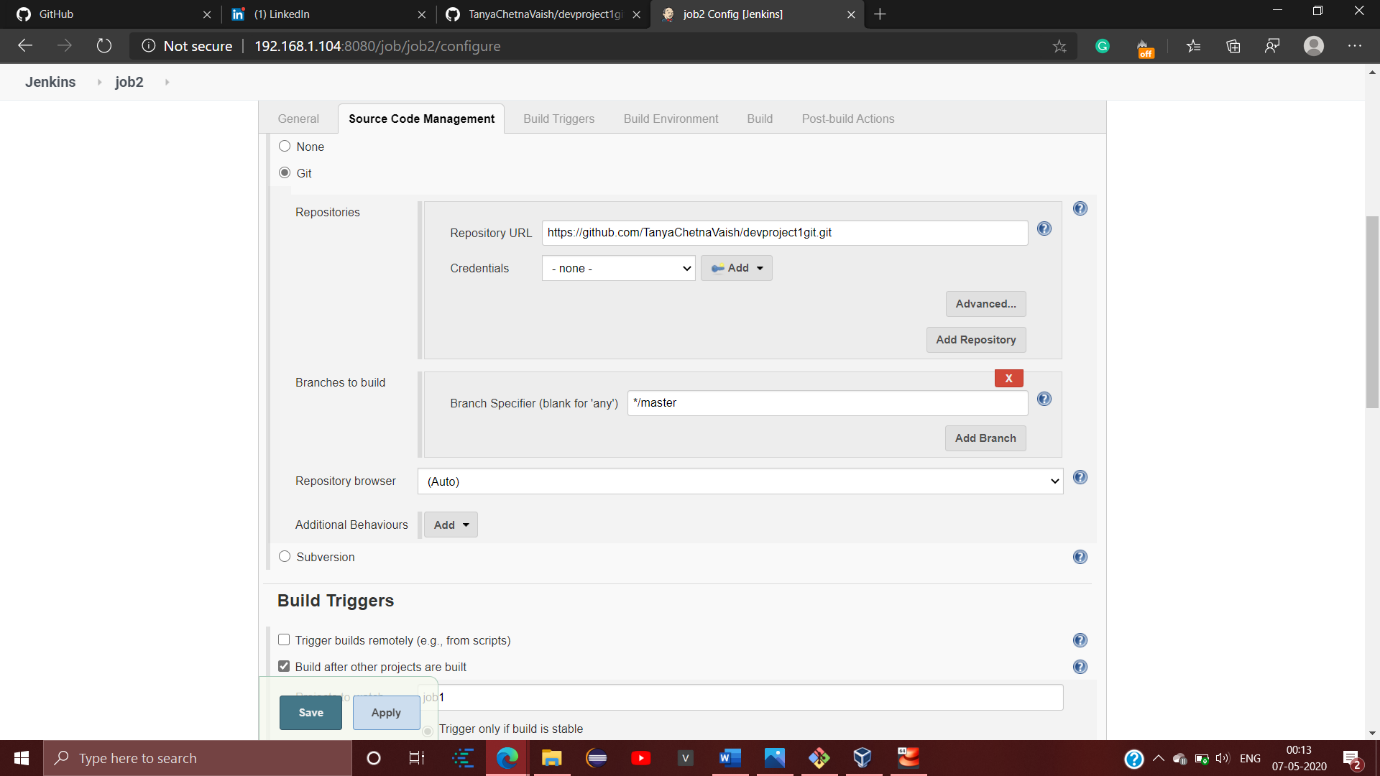 GitHub
(1) LinkedIn
TanyaChetnaVaish/devproject1gi
job2 Config [Jenkins]
Not secure
192.168.1.104:8080/job/job2/configure
off
Jenkins
job2
General
Source Code Management
Build Triggers
Build Environment
Build
Post-build Actions
None
Git
Repositories
Repository URL
https://github.com/TanyaChetnaVaish/devproject1git.git
Credentials
- none -
Add
Advanced...
Add Repository
Branches to build
X
Branch Specifier (blank for 'any')
*/master
Add Branch
Repository browser
(Auto)
Additional Behaviours
Add
Subversion
Build Triggers
Trigger builds remotely (e.g., from scripts)
Build after other projects are built
job1
Save
Apply
Trigger only if build is stable
Type here to search
ENG
00:13
07-05-2020
2